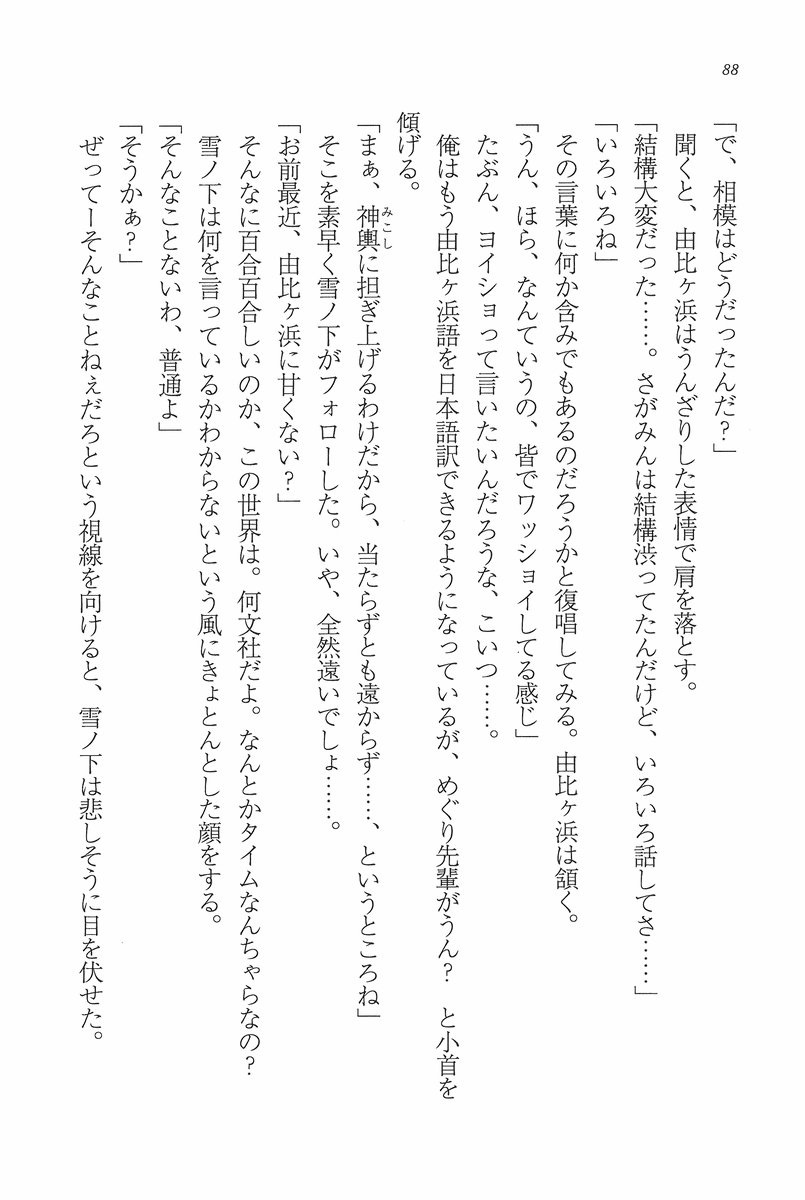 88
「で、相模はどうだったんだ?」
聞くと、由比ヶ浜はうんざりした表情で肩を落とす。
「結構大変だった……。さがみんは結構渋ってたんだけど、いろいろ話してさ……」
「いろいろね」
その言葉に何か含みでもあるのだろうかと復唱してみる。由比ヶ浜は頷く。
「うん、ほら、なんていうの、皆でワッショイしてる感じ」
たぶん、ヨイショって言いたいんだろうな、こいつ……。
俺はもう由比ヶ浜語を日本語訳できるようになっているが、めぐり先輩がうん? と小首を
傾げる。
「まぁ、神輿みこしに担ぎ上げるわけだから、当たらずとも遠からず……、というところね」
そこを素早く雪ノ下がフォローした。いや、全然遠いでしょ……。
「お前最近、由比ヶ浜に甘くない?」
そんなに百合百合しいのか、この世界は。何文社だよ。なんとかタイムなんちゃらなの?
雪ノ下は何を言っているかわからないという風にきょとんとした顔をする。
「そんなことないわ、普通よ」
「そうかぁ?」
ぜってーそんなことねぇだろという視線を向けると、雪ノ下は悲しそうに目を伏せた。